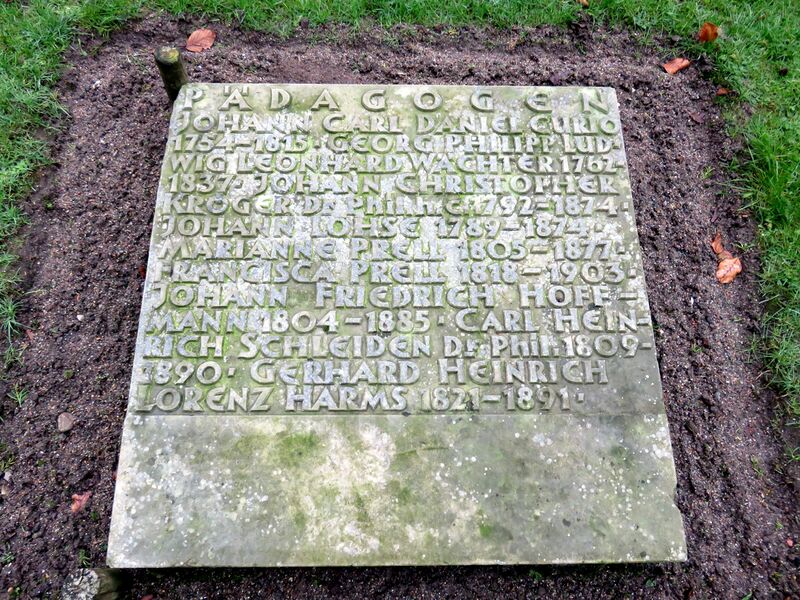 PÄDAGOGEN
JOHANN CARL DANIEL CURIO
1754-1815· GEORG PHILIPP LUD-
WIG LEONHARD WÄCHTER 1762-
1837· JOHANN CHRISTOPHER
KRÖGER DR. PHIL. H. C. 1792-1874·
JOHANN LOHSE 1789-1874·
MARIANNE PRELL 1805-1877·
FRANCISCA PRELL 1818-1903·
JOHANN FRIEDRICH HOFF-
MANN 1804-1885· CARL HEIN-
RICH SCHLEIDEN DR. PHIL. 1809-
1890· GERHARD HEINRICH
LORENZ HARMS 1821-1891·